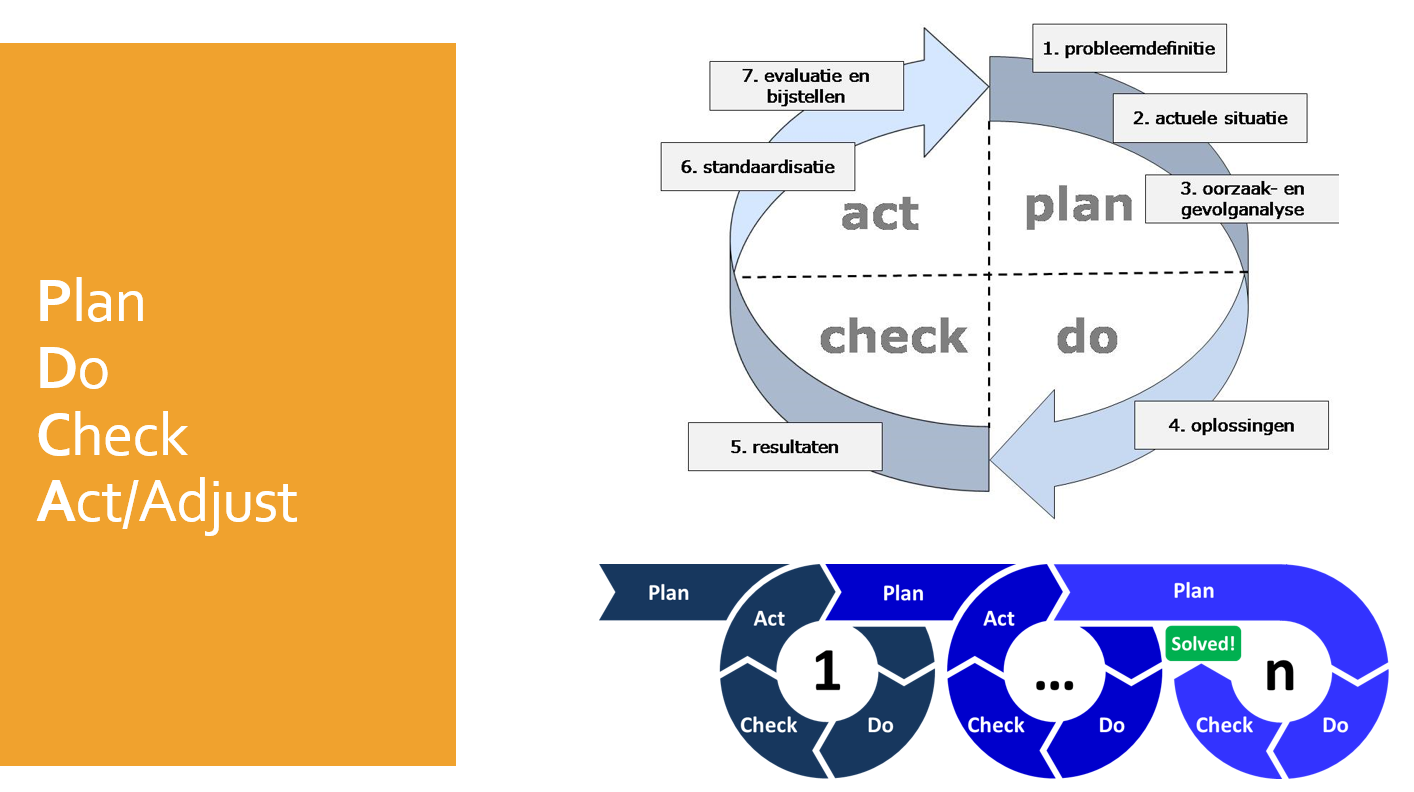 Plan
Do
Check
Act/Adjust
1. probleemdefinitie
7. evaluatie en
bijstellen
2. actuele situatie
6. standaardisatie
3. oorzaak- en
gevolganalyse
act
plan
check
do
4. oplossingen
5. resultaten
Plan
Act
1
Check
Do
Plan
Act
...
Check
Do
Plan
Solved!
n
Check
Do